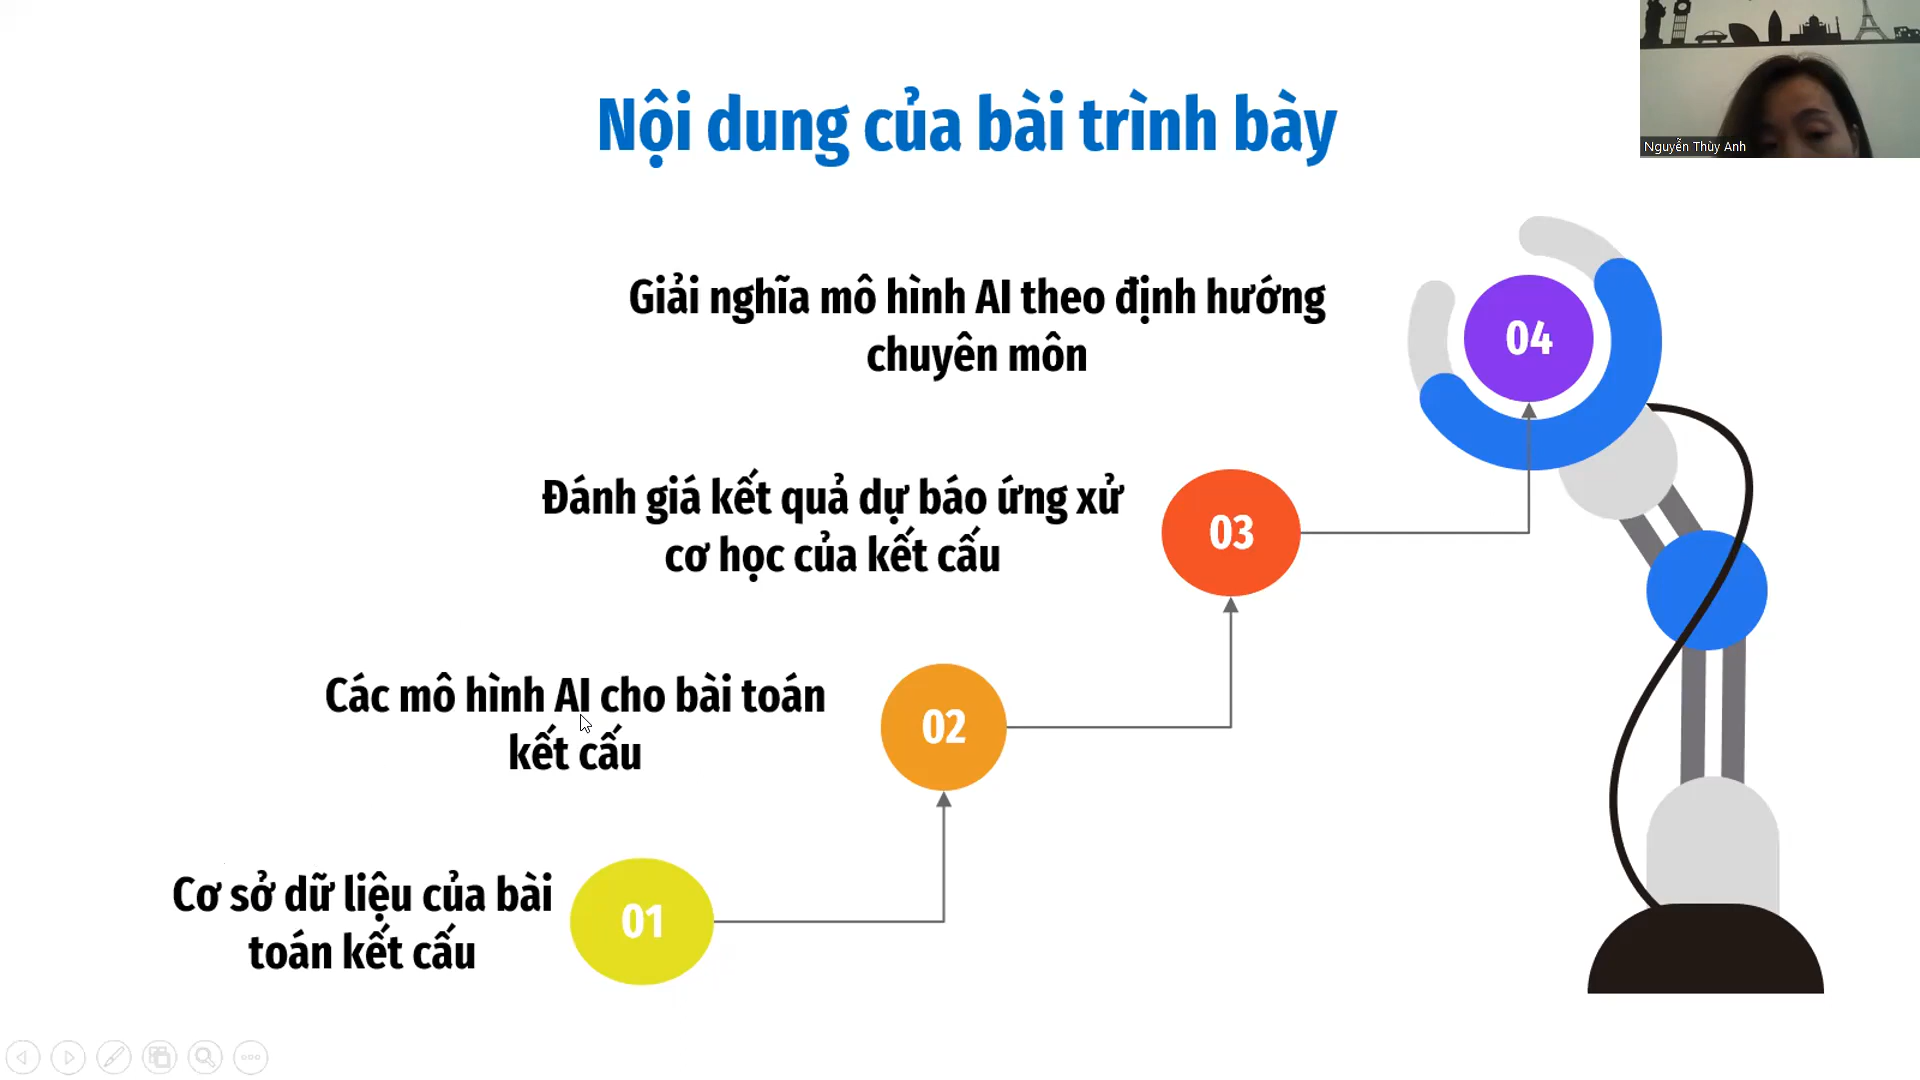 Nội dung của bài trình bày
Nguyễn Thùy Anh
Giải nghĩa mô hình AI theo định hướng
chuyên môn
04
Đánh giá kết quả dự báo ứng xử
cơ học của kết cấu
03
Các mô hình AI cho bài toán
kết cấu
02
Cơ sở dữ liệu của bài
toán kết cấu
01